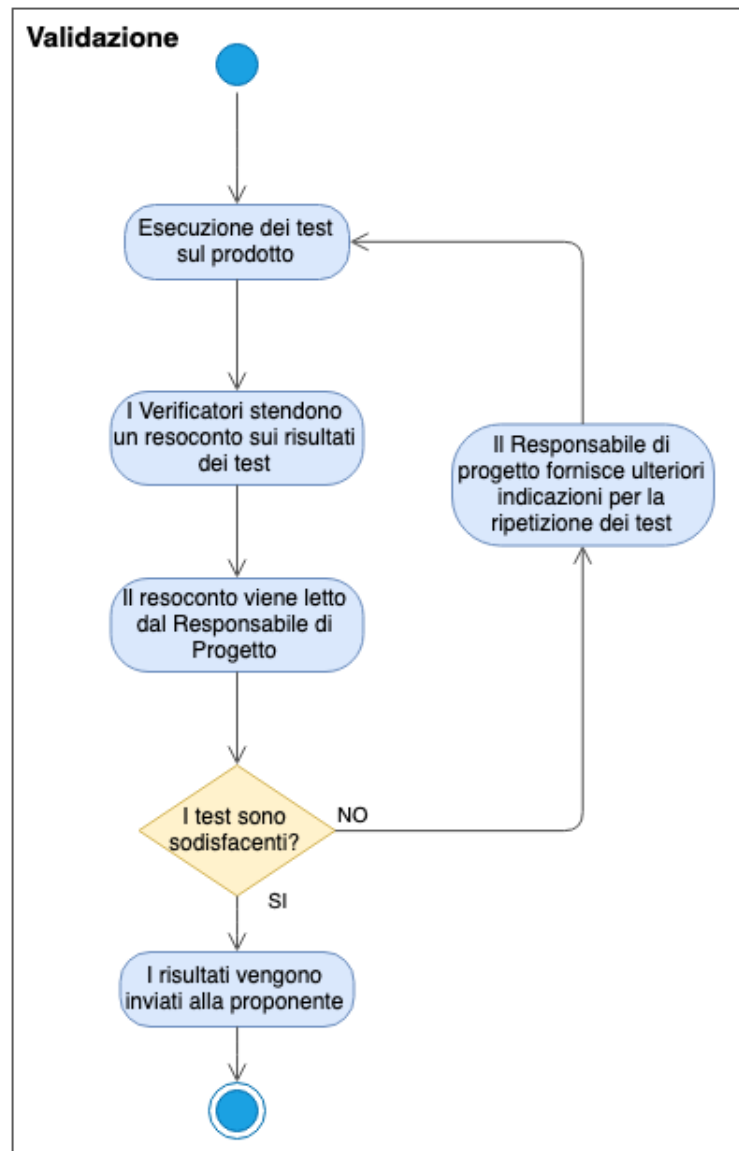 Validazione
Esecuzione dei test
sul prodotto
I Verificatori stendono
un resoconto sui risultati
dei test
Il Responsabile di
progetto fornisce ulteriori
indicazioni per la
ripetizione dei test
Il resoconto viene letto
dal Responsabile di
Progetto
I test sono
sodisfacenti?
NO
SI
I risultati vengono
inviati alla proponente